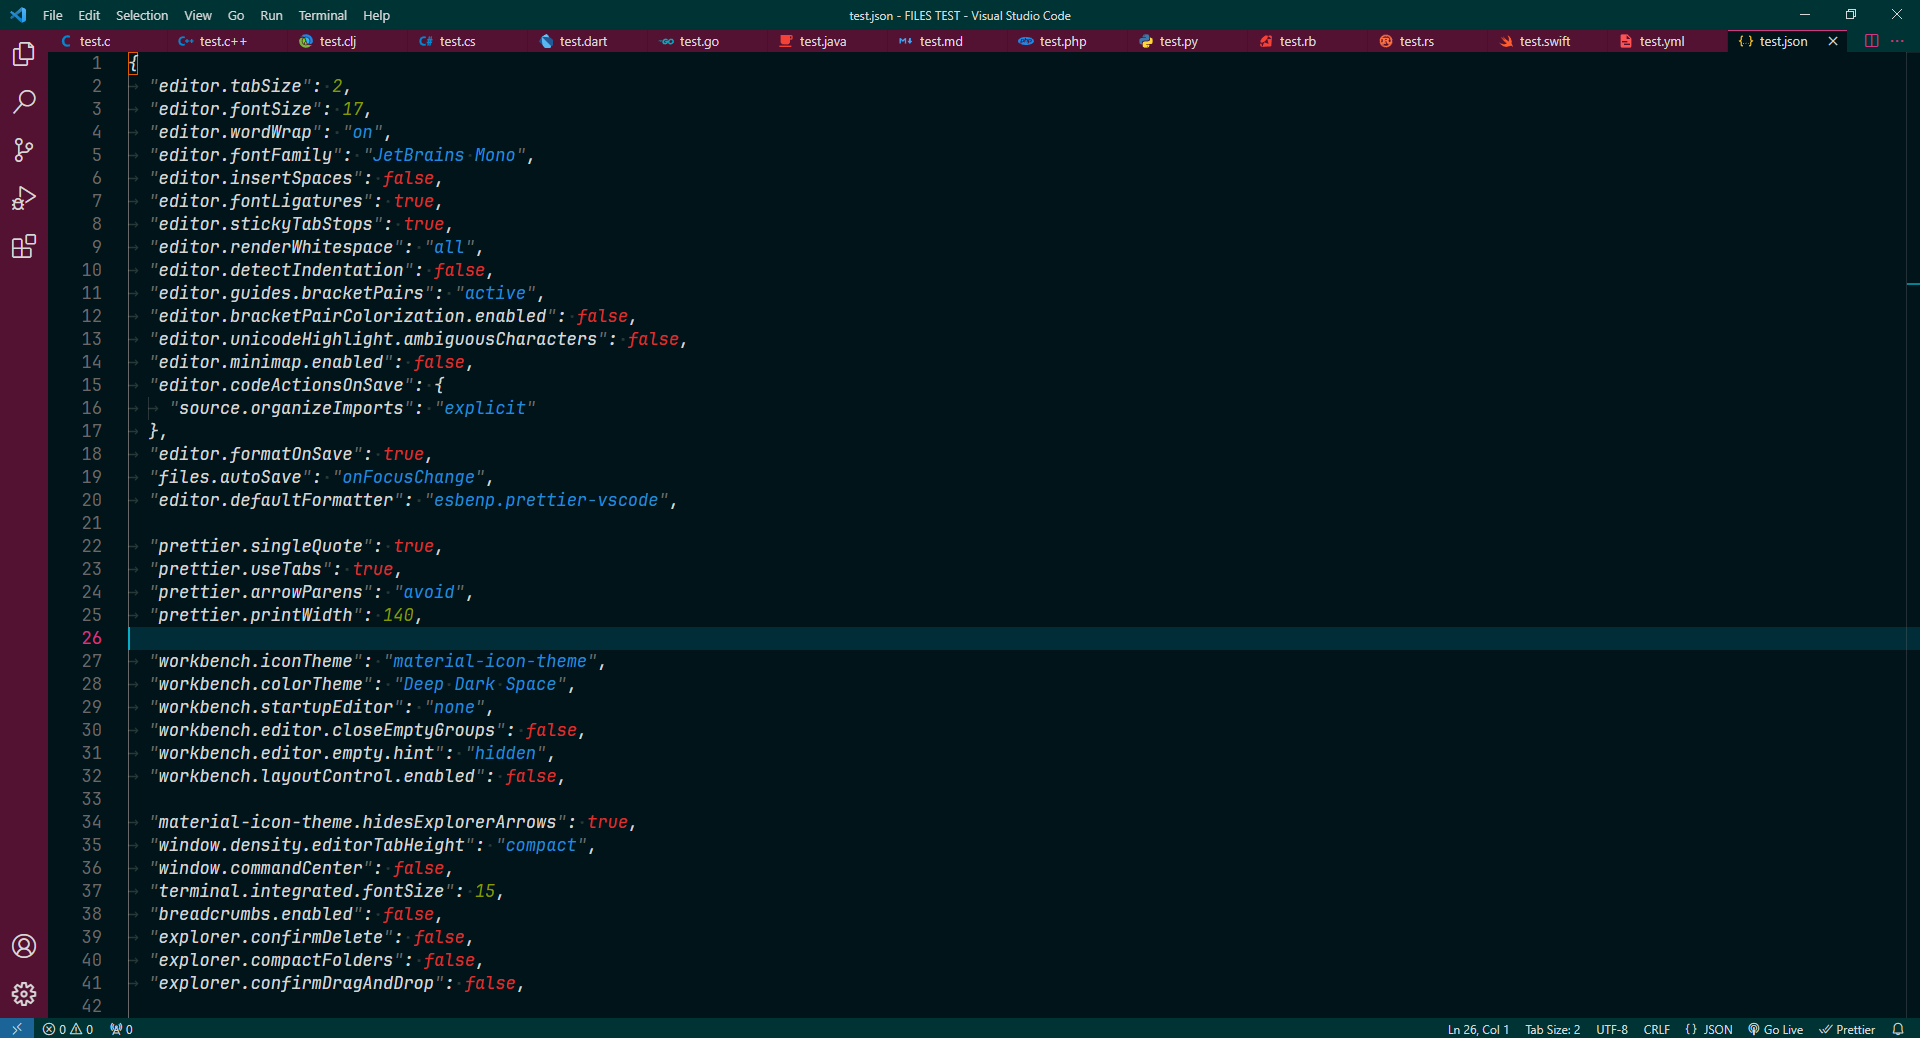 File Edit Selection View Go Run Terminal Help
test.json - FILES TEST - Visual Studio Code
test.c test.c++ test.clj test.cs test.dart test.go test.java test.md test.php test.py test.rb test.rs test.swift test.yml test.json
1 {
2 "editor.tabSize": 2,
3 "editor.fontSize": 17,
4 "editor.wordWrap": "on",
5 "editor.fontFamily": "JetBrains Mono",
6 "editor.insertSpaces": false,
7 "editor.fontLigatures": true,
8 "editor.stickyTabStops": true,
9 "editor.renderWhitespace": "all",
10 "editor.detectIndentation": false,
11 "editor.guides.bracketPairs": "active",
12 "editor.bracketPairColorization.enabled": false,
13 "editor.unicodeHighlight.ambiguousCharacters": false,
14 "editor.minimap.enabled": false,
15 "editor.codeActionsOnSave": {
16 "source.organizeImports": "explicit"
17 },
18 "editor.formatOnSave": true,
19 "files.autoSave": "onFocusChange",
20 "editor.defaultFormatter": "esbenp.prettier-vscode",
21
22 "prettier.singleQuote": true,
23 "prettier.useTabs": true,
24 "prettier.arrowParens": "avoid",
25 "prettier.printWidth": 140,
26
27 "workbench.iconTheme": "material-icon-theme",
28 "workbench.colorTheme": "Deep Dark Space",
29 "workbench.startupEditor": "none",
30 "workbench.editor.closeEmptyGroups": false,
31 "workbench.editor.empty.hint": "hidden",
32 "workbench.layoutControl.enabled": false,
33
34 "material-icon-theme.hidesExplorerArrows": true,
35 "window.density.editorTabHeight": "compact",
36 "window.commandCenter": false,
37 "terminal.integrated.fontSize": 15,
38 "breadcrumbs.enabled": false,
39 "explorer.confirmDelete": false,
40 "explorer.compactFolders": false,
41 "explorer.confirmDragAndDrop": false,
42
0 0 0 Ln 26, Col 1 Tab Size: 2 UTF-8 CRLF {} JSON Go Live Prettier